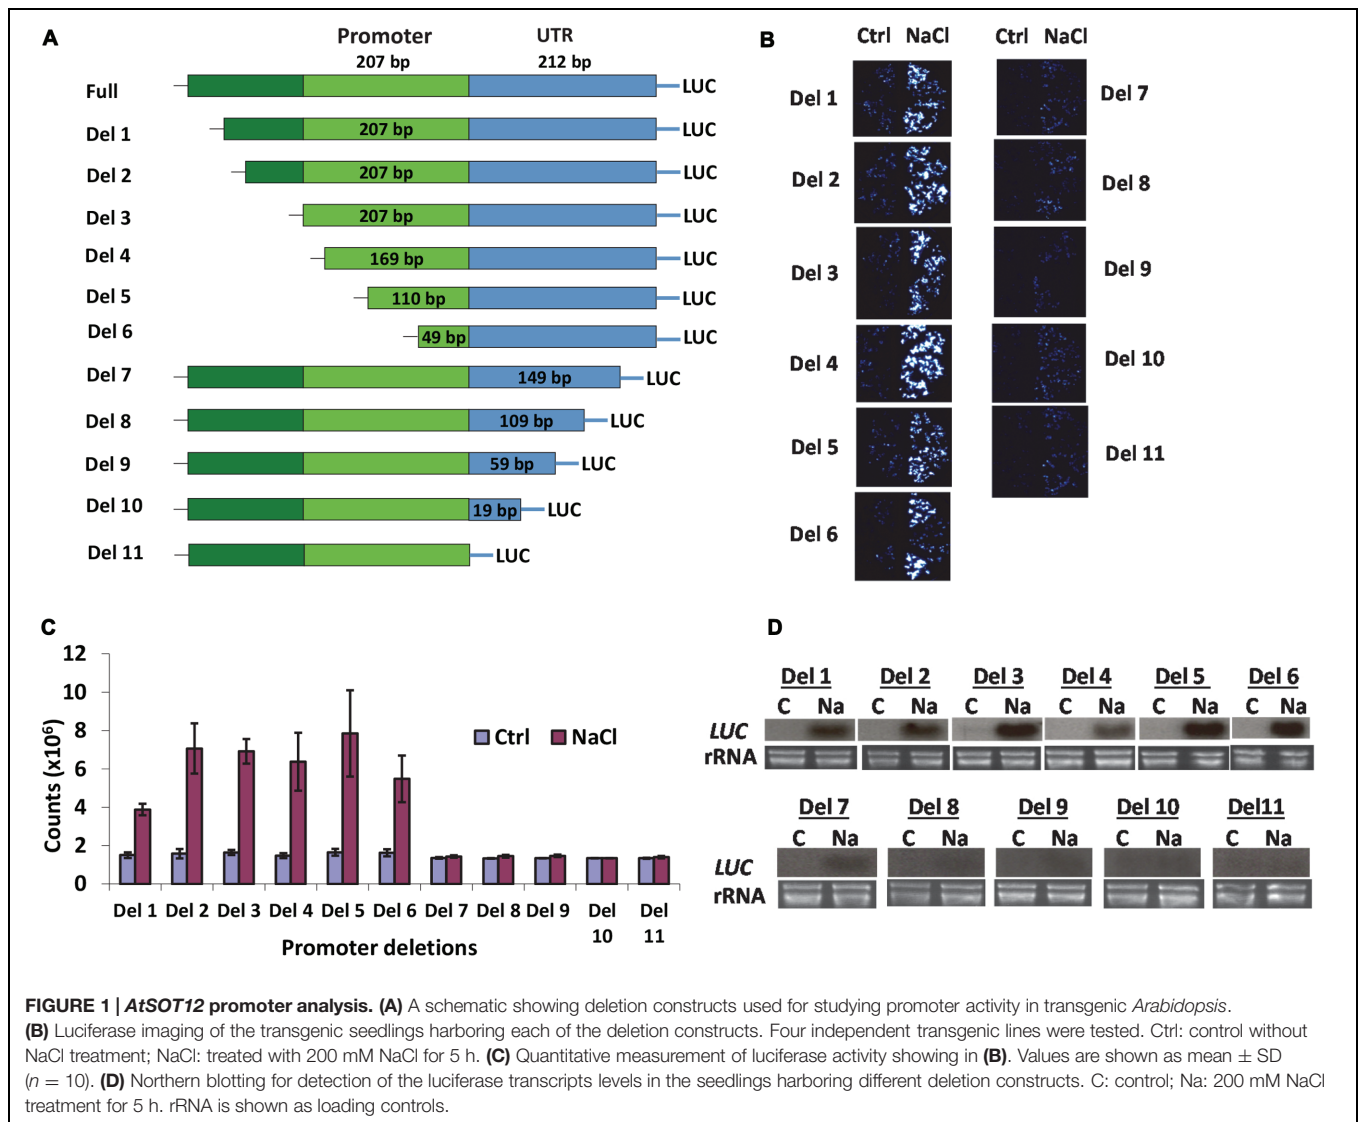 A
Promoter
UTR
207 bp
212 bp
Full
LUC
Del 1
207 bp
LUC
Del 2
207 bp
LUC
Del 3
207 bp
LUC
Del 4
169 bp
LUC
Del 5
110 bp
LUC
Del 6
49 bp
LUC
Del 7
149 bp
LUC
Del 8
109 bp
LUC
Del 9
59 bp
LUC
Del 10
19 bp
LUC
Del 11
LUC
B
Ctrl NaCl
Ctrl NaCl
Del 1
Del 2
Del 3
Del 4
Del 5
Del 6
Del 7
Del 8
Del 9
Del 10
Del 11
C
Counts (x10⁶)
12
10
8
6
4
2
0
Ctrl NaCl
Del 1 Del 2 Del 3 Del 4 Del 5 Del 6 Del 7 Del 8 Del 9 Del 10 Del 11
Promoter deletions
D
Del 1 Del 2 Del 3 Del 4 Del 5 Del 6
C Na C Na C Na C Na C Na C Na
LUC
rRNA
Del 7 Del 8 Del 9 Del 10 Del11
C Na C Na C Na C Na C Na
LUC
rRNA
FIGURE 1 | AtSOT12 promoter analysis. (A) A schematic showing deletion constructs used for studying promoter activity in transgenic Arabidopsis.
(B) Luciferase imaging of the transgenic seedlings harboring each of the deletion constructs. Four independent transgenic lines were tested. Ctrl: control without
NaCl treatment; NaCl: treated with 200 mM NaCl for 5 h. (C) Quantitative measurement of luciferase activity showing in (B). Values are shown as mean ± SD
(n = 10). (D) Northern blotting for detection of the luciferase transcripts levels in the seedlings harboring different deletion constructs. C: control; Na: 200 mM NaCl
treatment for 5 h. rRNA is shown as loading controls.